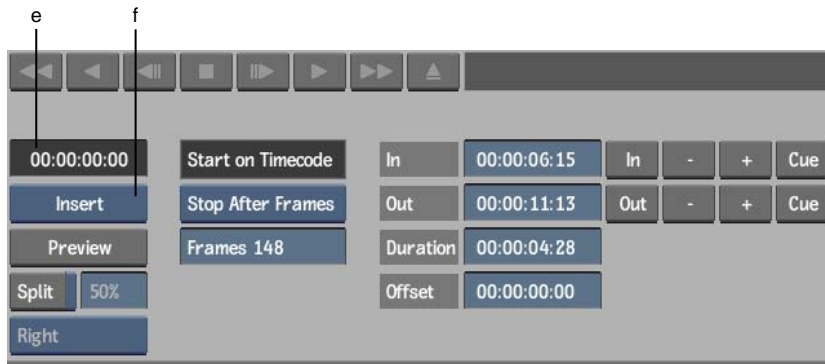 e f
00:00:00:00 Start on Timecode In 00:00:06:15 In - + Cue
Insert Stop After Frames Out 00:00:11:13 Out - + Cue
Preview Frames 148 Duration 00:00:04:28
Split 50% Offset 00:00:00:00
Right